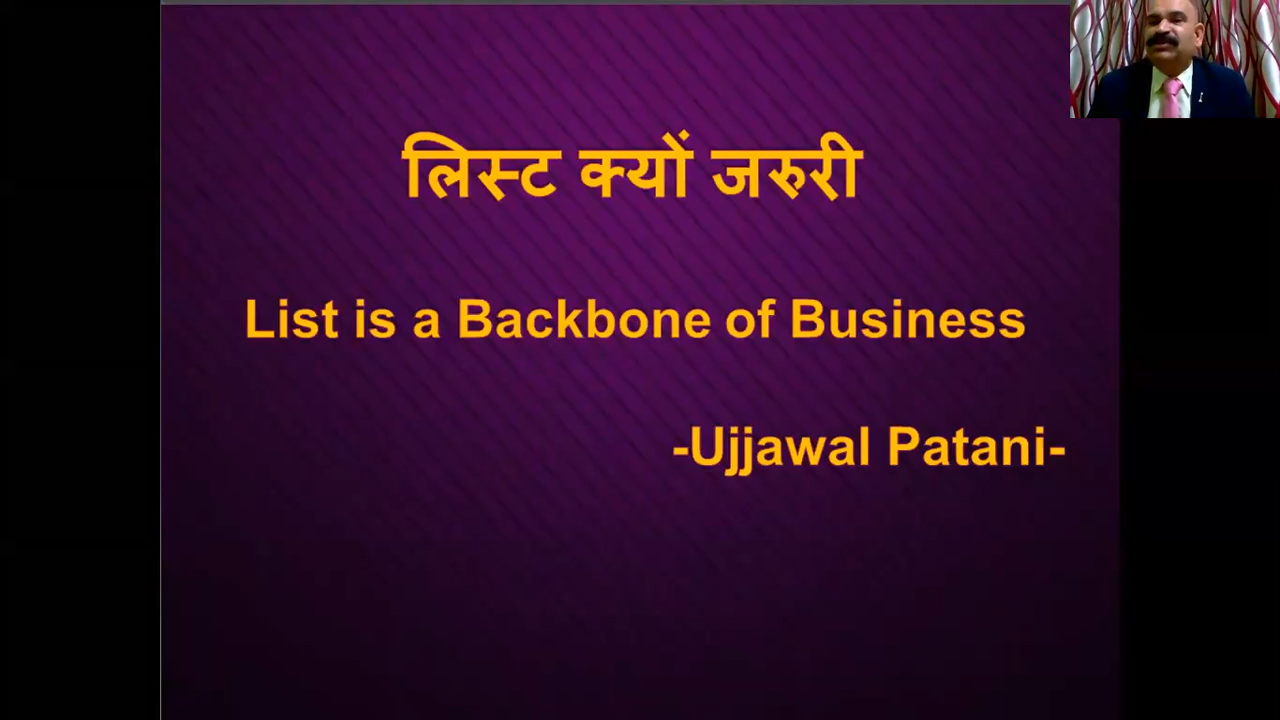 लिस्ट क्यों जरुरी
List is a Backbone of Business
-Ujjawal Patani-